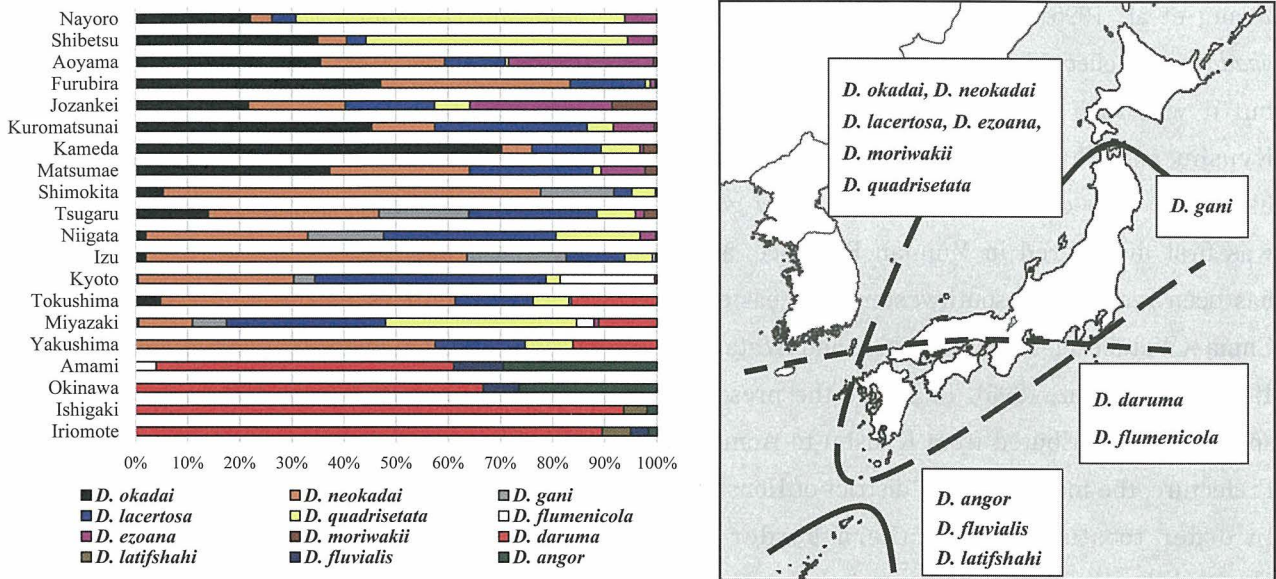 Nayoro
Shibetsu
Aoyama
Furubira
Jozankei
Kuromatsunai
Kameda
Matsumae
Shimokita
Tsugaru
Niigata
Izu
Kyoto
Tokushima
Miyazaki
Yakushima
Amami
Okinawa
Ishigaki
Iriomote
0% 10% 20% 30% 40% 50% 60% 70% 80% 90% 100%
D. okadai D. neokadai D. gani
D. lacertosa D. quadrisetata D. flumenicola
D. ezoana D. moriwakii D. daruma
D. latifshahi D. fluvialis D. angor
D. okadai, D. neokadai
D. lacertosa, D. ezoana,
D. moriwakii
D. quadrisetata
D. gani
D. daruma
D. flumenicola
D. angor
D. fluvialis
D. latifshahi